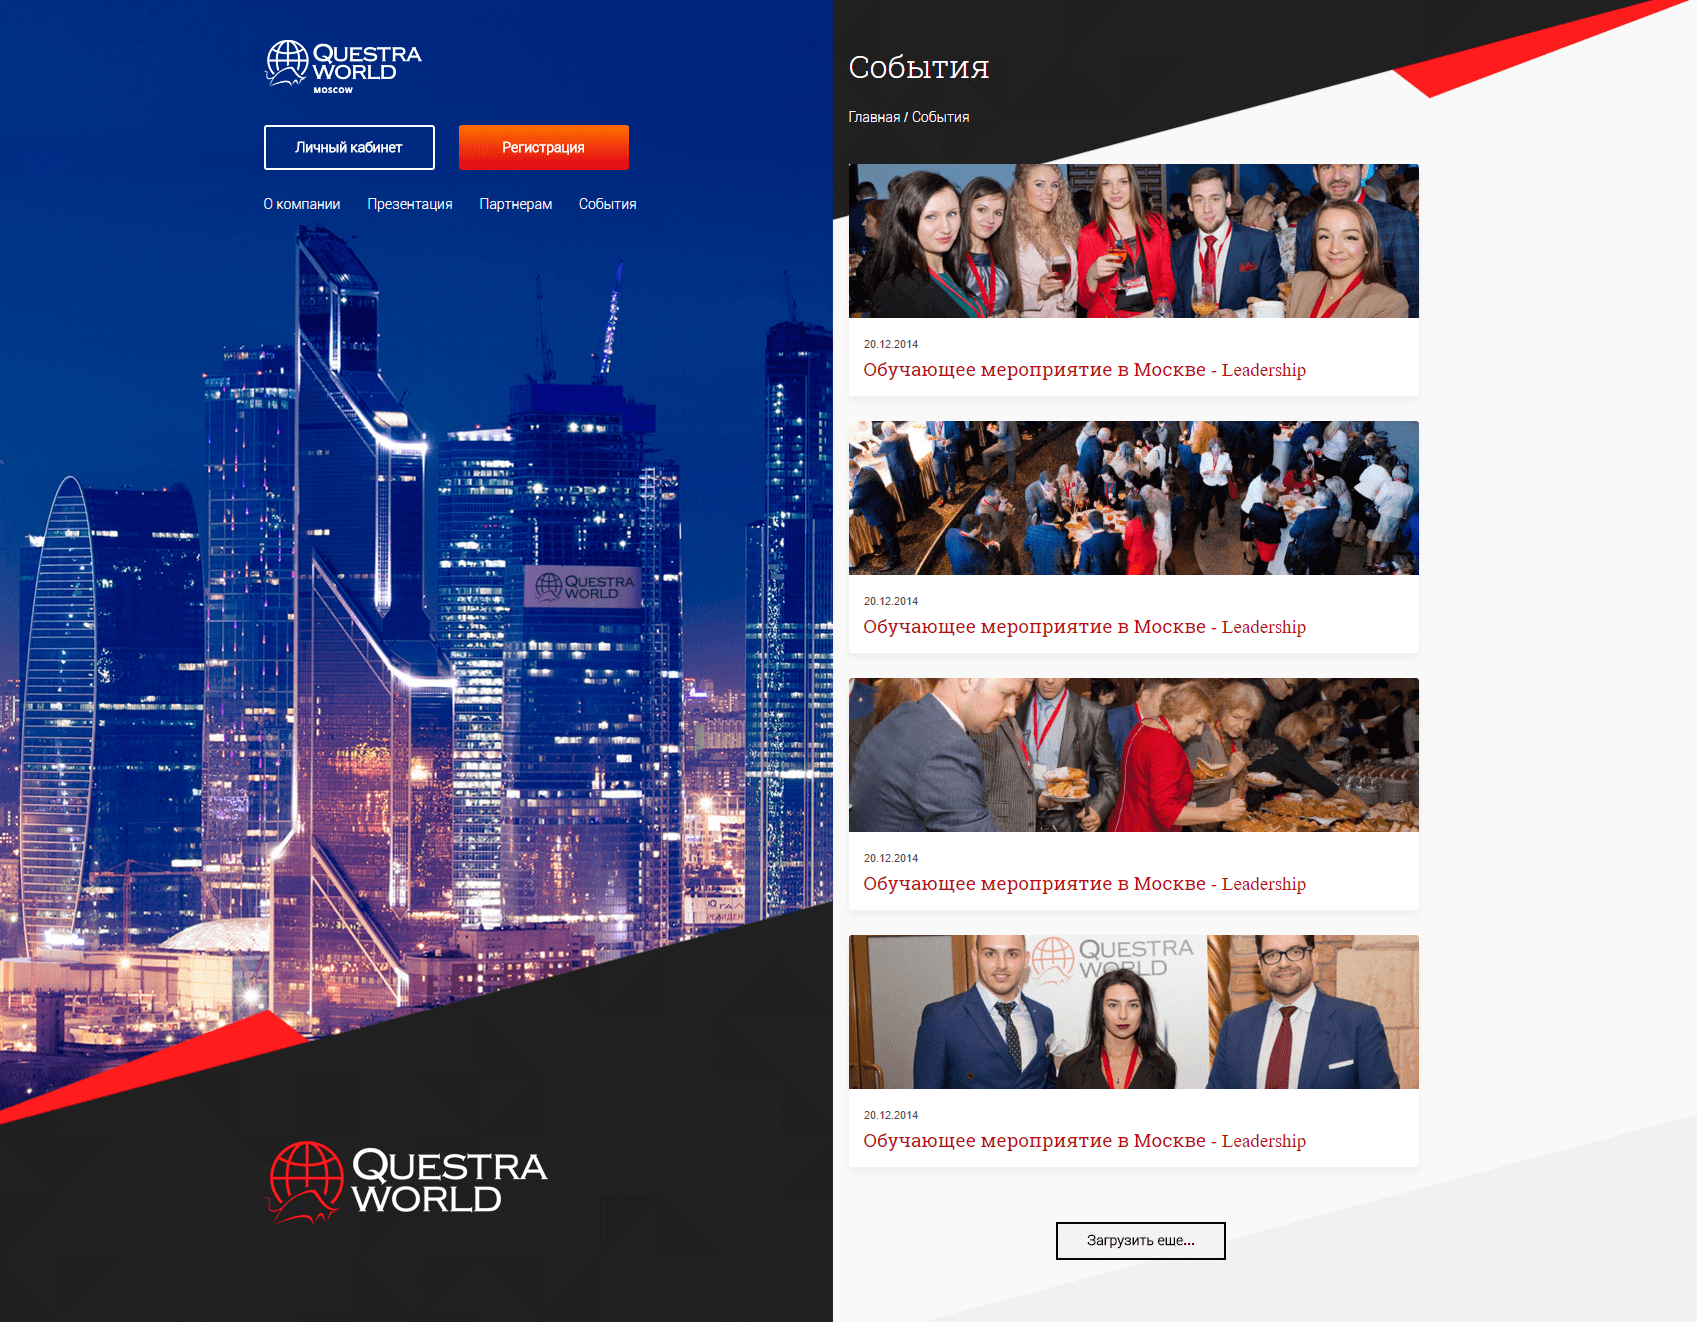 QUESTRA
WORLD
MOSCOW
Личный кабинет
Регистрация
О компании
Презентация
Партнерам
События
QUESTRA
WORLD
QUESTRA
WORLD
События
Главная / События
20.12.2014
Обучающее мероприятие в Москве - Leadership
20.12.2014
Обучающее мероприятие в Москве - Leadership
20.12.2014
Обучающее мероприятие в Москве - Leadership
QUESTRA
WORLD
20.12.2014
Обучающее мероприятие в Москве - Leadership
Загрузить еще...